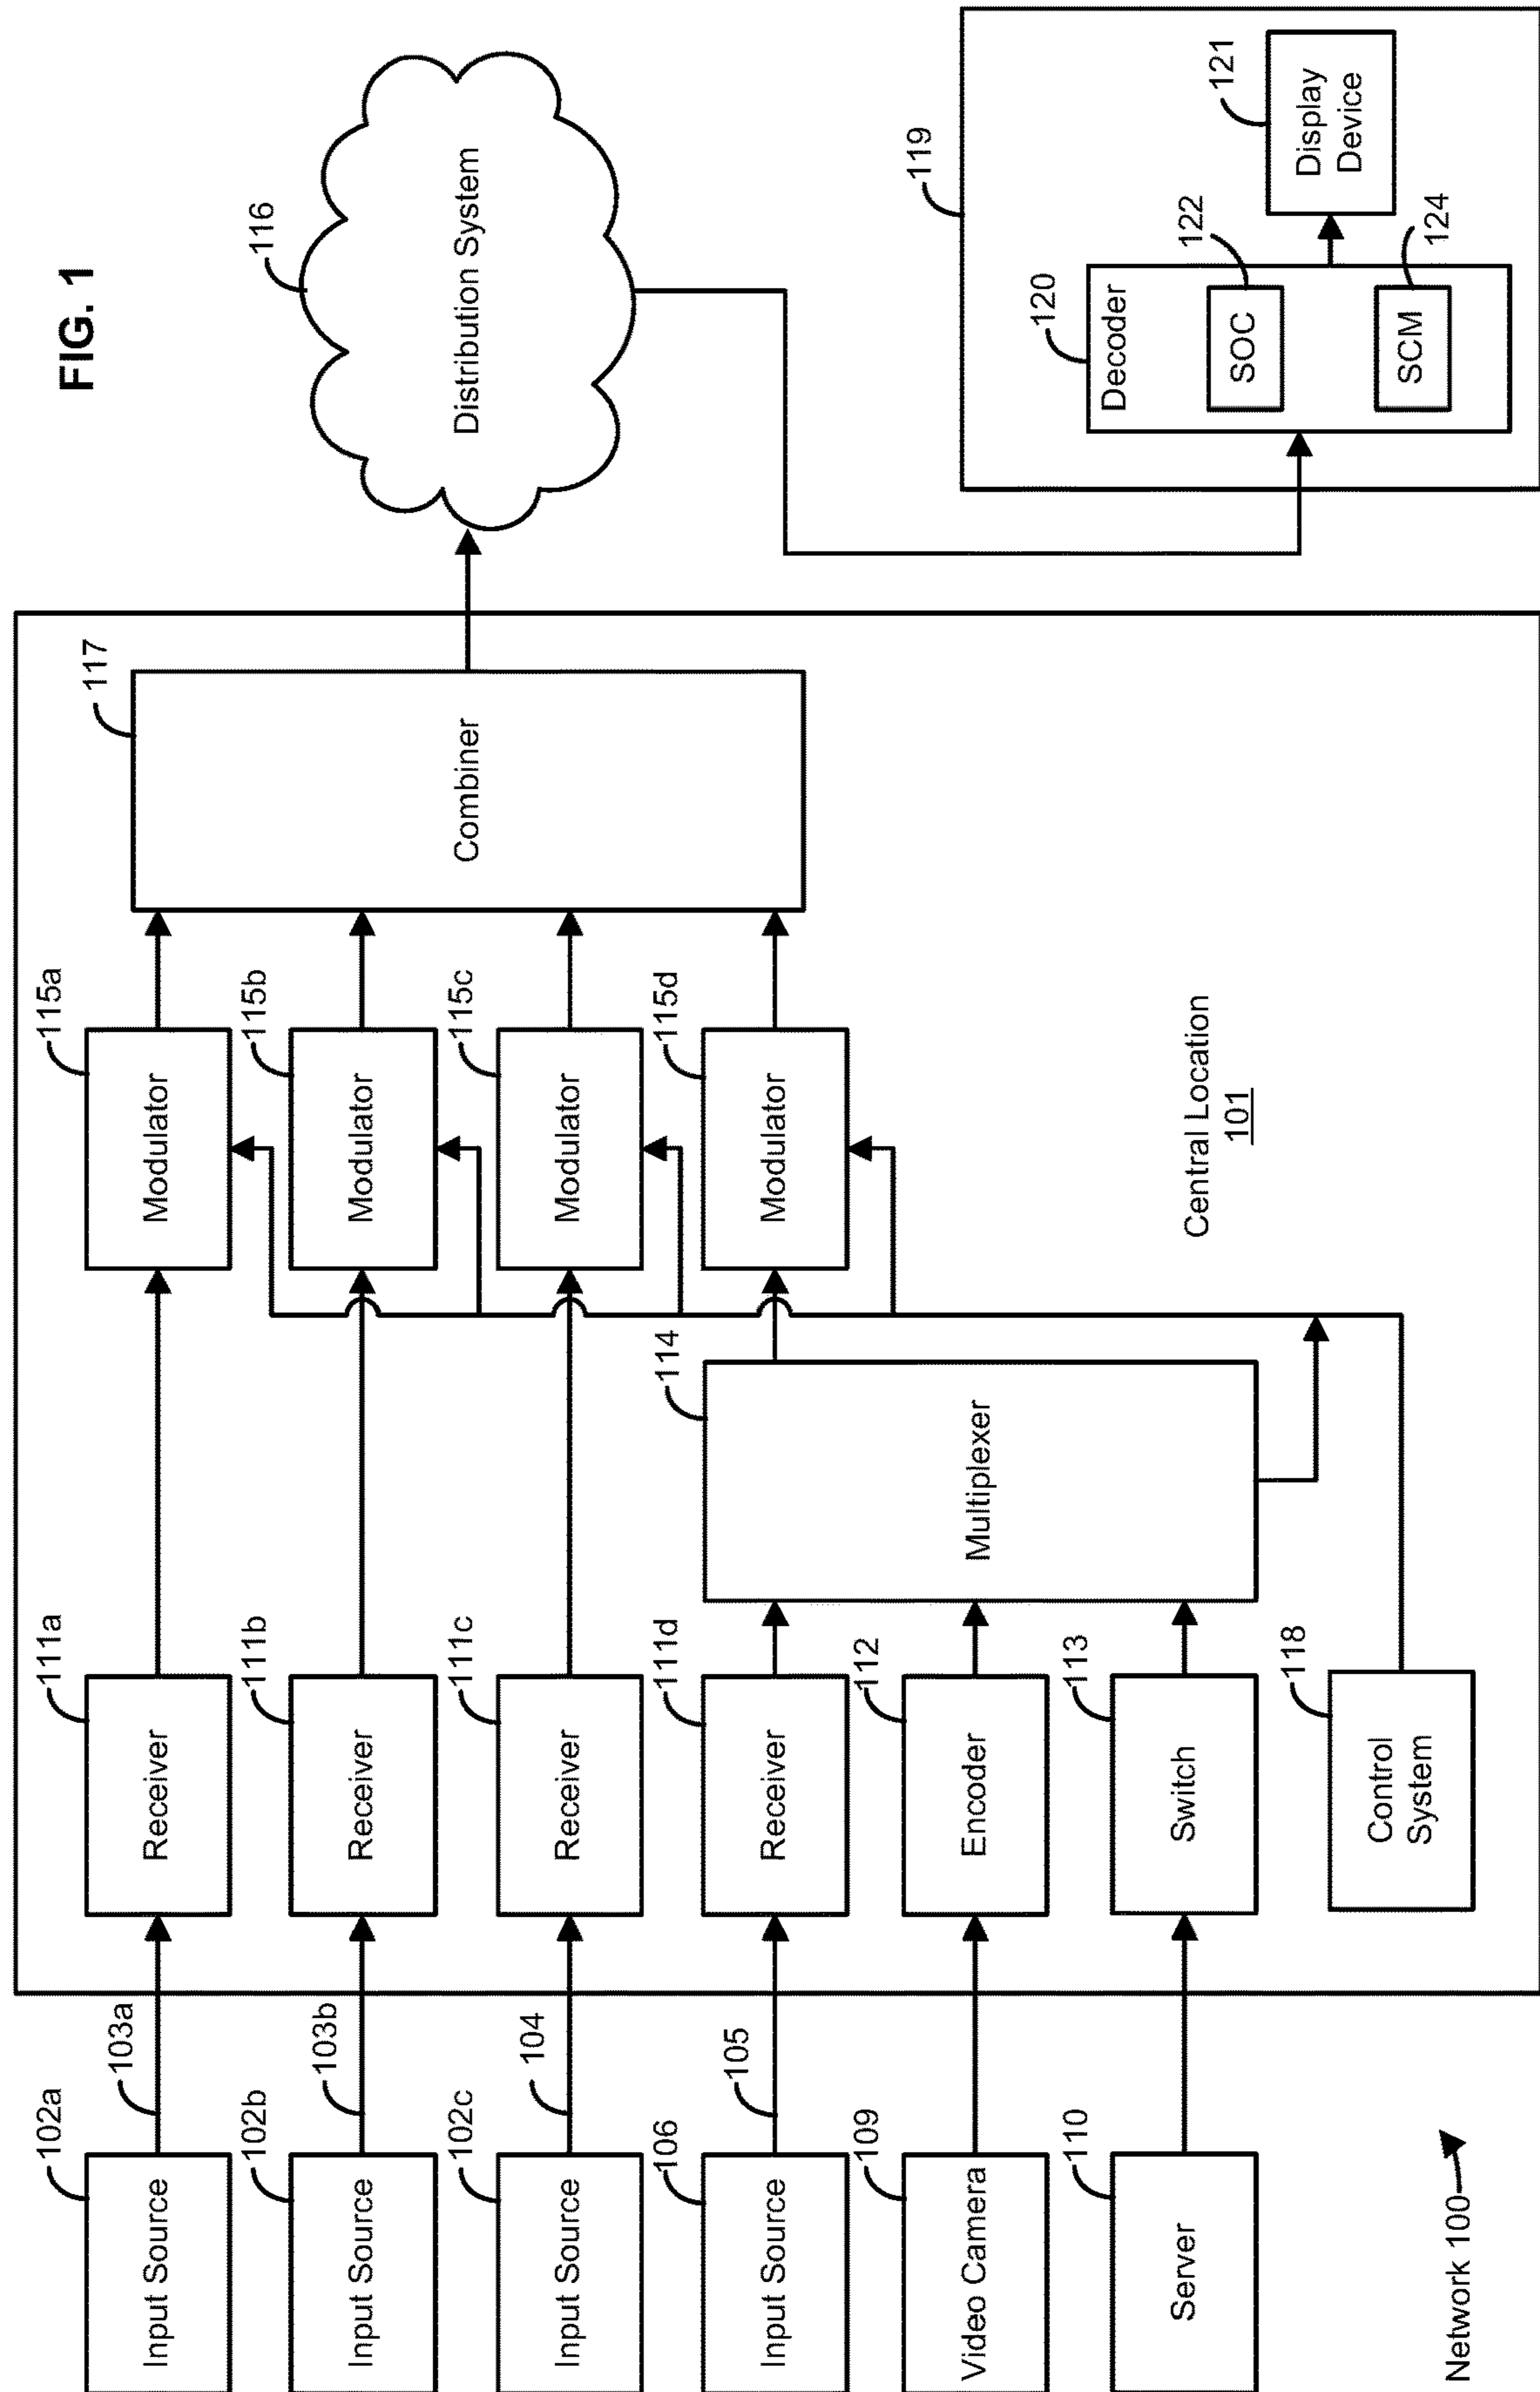 FIG. 1
102a
Input Source
103a
111a
Receiver
115a
Modulator
102b
Input Source
103b
111b
Receiver
115b
Modulator
102c
Input Source
104
111c
Receiver
115c
Modulator
106
Input Source
105
111d
Receiver
115d
Modulator
109
Video Camera
112
Encoder
110
Server
113
Switch
114
Multiplexer
118
Control
System
117
Combiner
Central Location
101
116
Distribution System
119
120
Decoder
122
SOC
124
SCM
121
Display
Device
Network 100